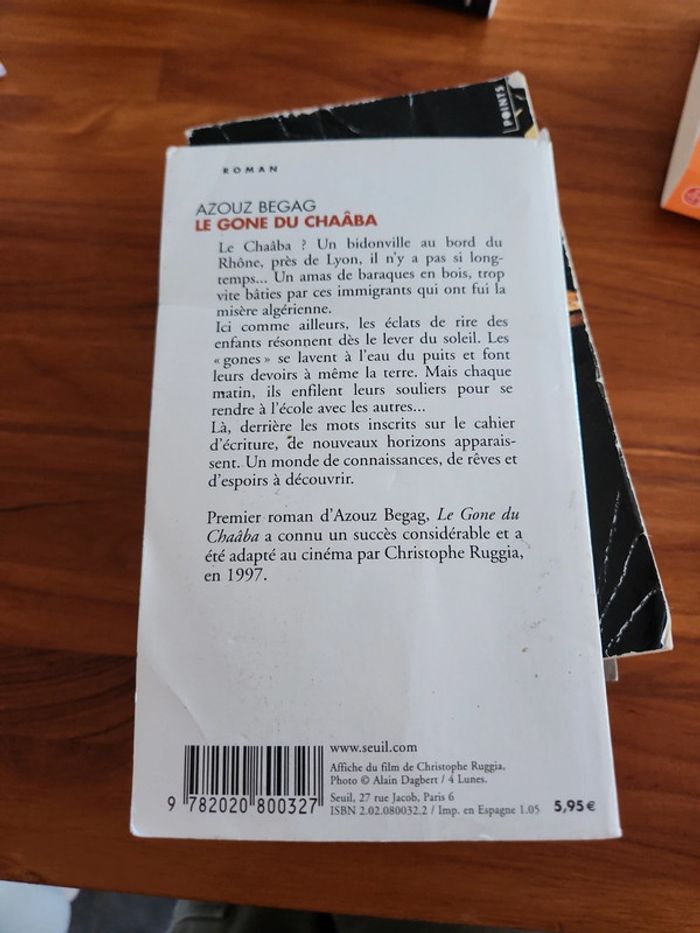 POINTS
ROMAN
AZOUZ BEGAG
LE GONE DU CHAÂBA
Le Chaâba ? Un bidonville au bord du
Rhône, près de Lyon, il n'y a pas si long-
temps... Un amas de baraques en bois, trop
vite bâties par ces immigrants qui ont fui la
misère algérienne.
Ici comme ailleurs, les éclats de rire des
enfants résonnent dès le lever du soleil. Les
« gones » se lavent à l'eau du puits et font
leurs devoirs à même la terre. Mais chaque
matin, ils enfilent leurs souliers pour se
rendre à l'école avec les autres...
Là, derrière les mots inscrits sur le cahier
d'écriture, de nouveaux horizons apparais-
sent. Un monde de connaissances, de rêves et
d'espoirs à découvrir.
Premier roman d'Azouz Begag, Le Gone du
Chaâba a connu un succès considérable et a
été adapté au cinéma par Christophe Ruggia,
en 1997.
www.seuil.com
Affiche du film de Christophe Ruggia,
Photo © Alain Dagbert / 4 Lunes.
Seuil, 27 rue Jacob, Paris 6
ISBN 2.02.080032.2 / Imp. en Espagne 1.05 5,95 €
9 782020 800327